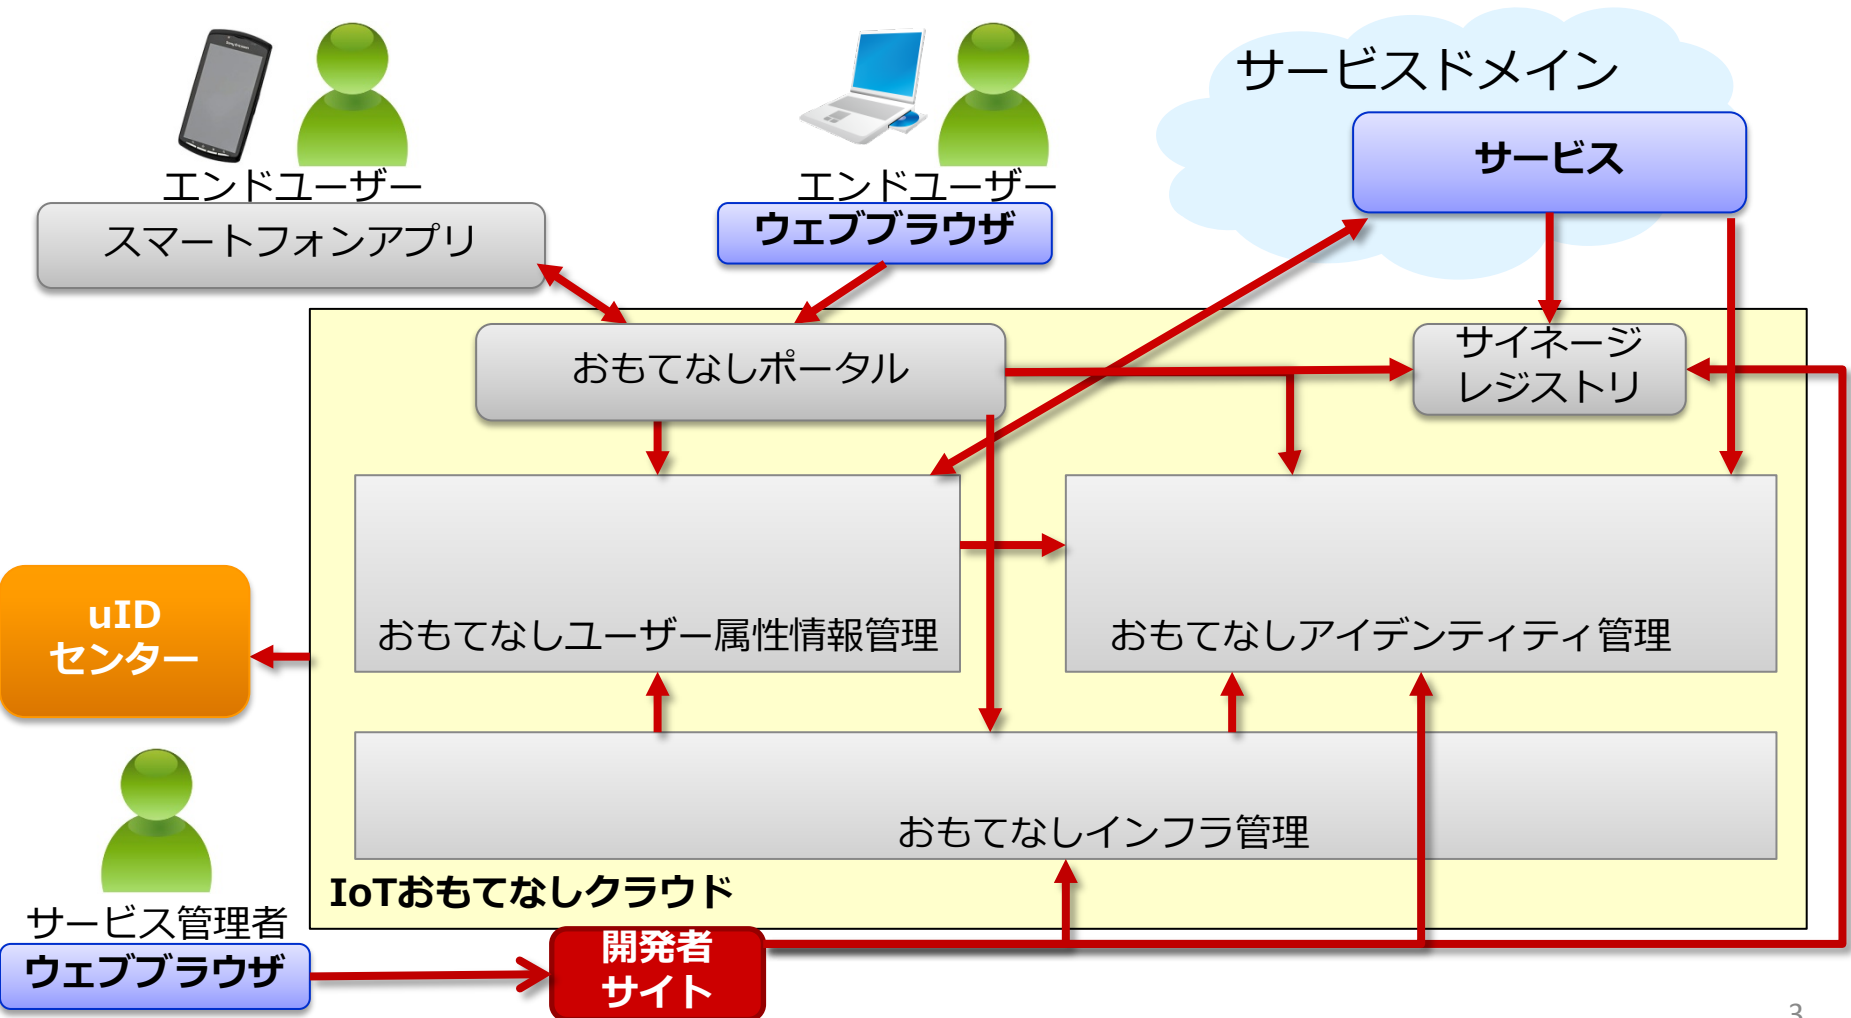 サービスドメイン
サービス
エンドユーザー
スマートフォンアプリ
エンドユーザー
ウェブブラウザ
おもてなしポータル
サイネージ
レジストリ
uID
センター
おもてなしユーザー属性情報管理
おもてなしアイデンティティ管理
おもてなしインフラ管理
IoTおもてなしクラウド
サービス管理者
ウェブブラウザ
開発者
サイト
3